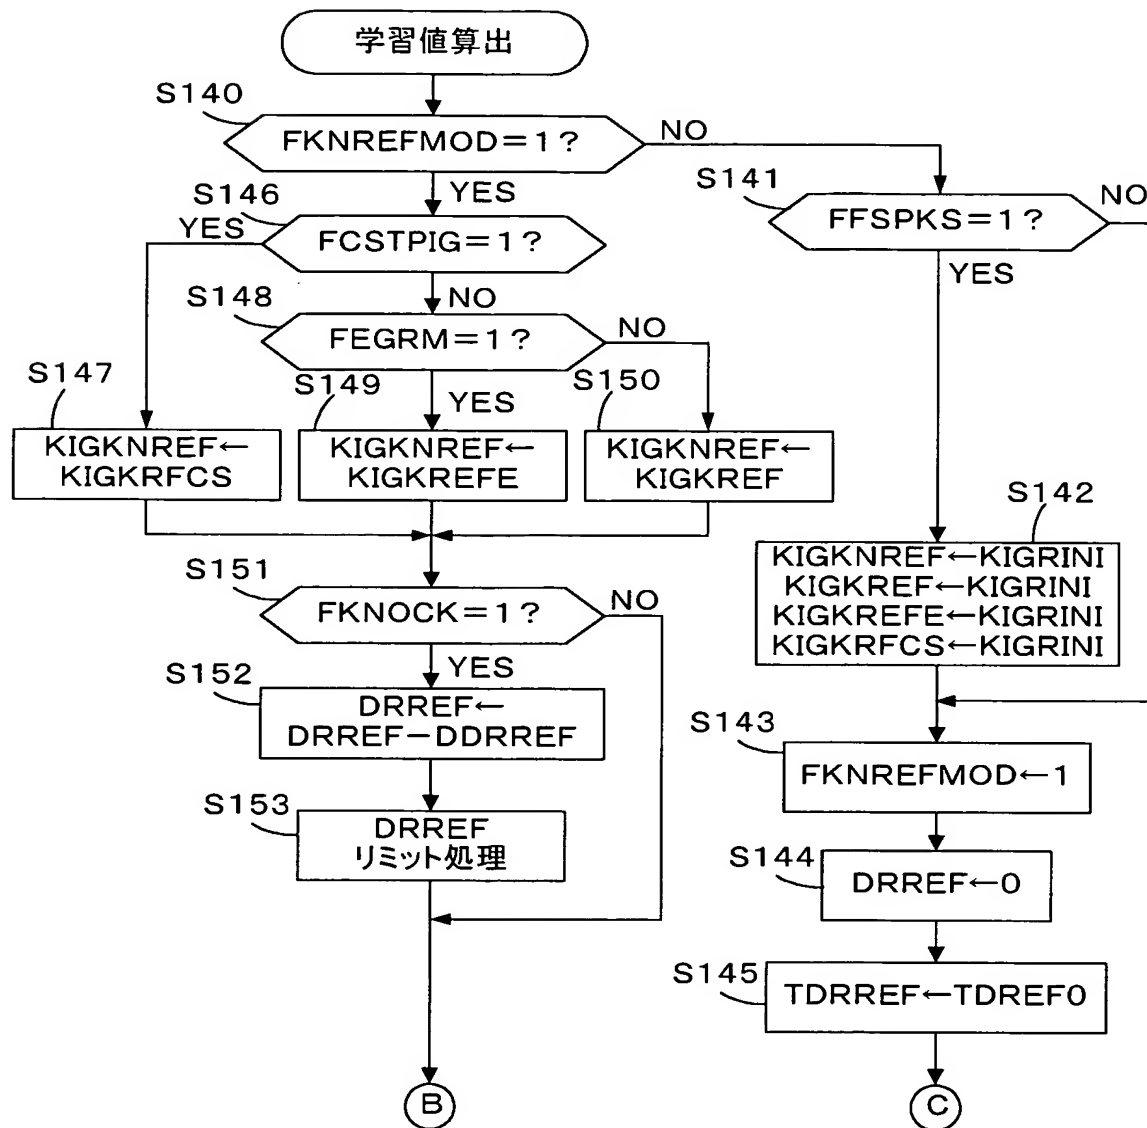 学習値算出
S140
FKNREFMOD=1?
NO
YES
S141
FFSPKS=1?
NO
YES
S146
FCSTPIG=1?
YES
NO
S148
FEGRM=1?
NO
YES
S147
KIGKNREF←
KIGKRFCS
S149
KIGKNREF←
KIGKREFE
S150
KIGKNREF←
KIGKREF
S142
KIGKNREF←KIGRINI
KIGKREF←KIGRINI
KIGKREFE←KIGRINI
KIGKRFCS←KIGRINI
S151
FKNOCK=1?
NO
YES
S152
DRREF←
DRREF−DDRREF
S153
DRREF
リミット処理
S143
FKNREFMOD←1
S144
DRREF←0
S145
TDRREF←TDREF0
B
C